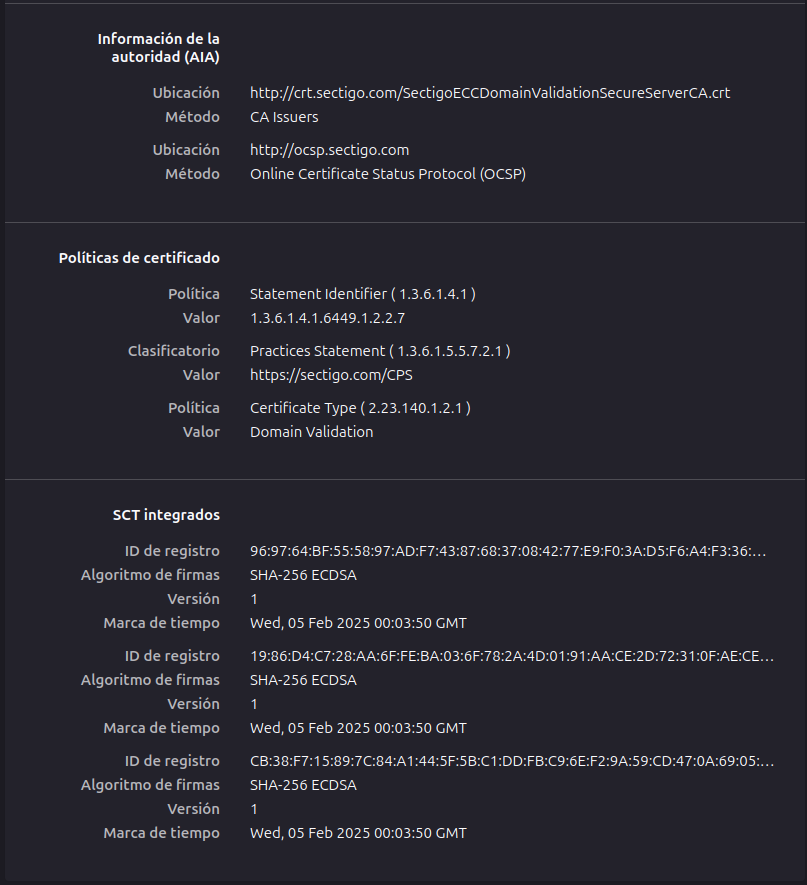 Información de la
autoridad (AIA)
Ubicación http://crt.sectigo.com/SectigoECCDomainValidationSecureServerCA.crt
Método CA Issuers
Ubicación http://ocsp.sectigo.com
Método Online Certificate Status Protocol (OCSP)
Políticas de certificado
Política Statement Identifier ( 1.3.6.1.4.1 )
Valor 1.3.6.1.4.1.6449.1.2.2.7
Clasificatorio Practices Statement ( 1.3.6.1.5.5.7.2.1 )
Valor https://sectigo.com/CPS
Política Certificate Type ( 2.23.140.1.2.1 )
Valor Domain Validation
SCT integrados
ID de registro 96:97:64:BF:55:58:97:AD:F7:43:87:68:37:08:42:77:E9:F0:3A:D5:F6:A4:F3:36:…
Algoritmo de firmas SHA-256 ECDSA
Versión 1
Marca de tiempo Wed, 05 Feb 2025 00:03:50 GMT
ID de registro 19:86:D4:C7:28:AA:6F:FE:BA:03:6F:78:2A:4D:01:91:AA:CE:2D:72:31:0F:AE:CE…
Algoritmo de firmas SHA-256 ECDSA
Versión 1
Marca de tiempo Wed, 05 Feb 2025 00:03:50 GMT
ID de registro CB:38:F7:15:89:7C:84:A1:44:5F:5B:C1:DD:FB:C9:6E:F2:9A:59:CD:47:0A:69:05:…
Algoritmo de firmas SHA-256 ECDSA
Versión 1
Marca de tiempo Wed, 05 Feb 2025 00:03:50 GMT